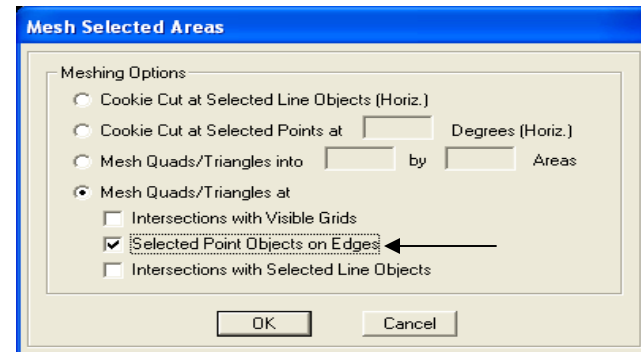 Mesh Selected Areas
Meshing Options
Cookie Cut at Selected Line Objects (Horiz.)
Cookie Cut at Selected Points at Degrees (Horiz.)
Mesh Quads/Triangles into by Areas
Mesh Quads/Triangles at
Intersections with Visible Grids
Selected Point Objects on Edges
Intersections with Selected Line Objects
OK Cancel